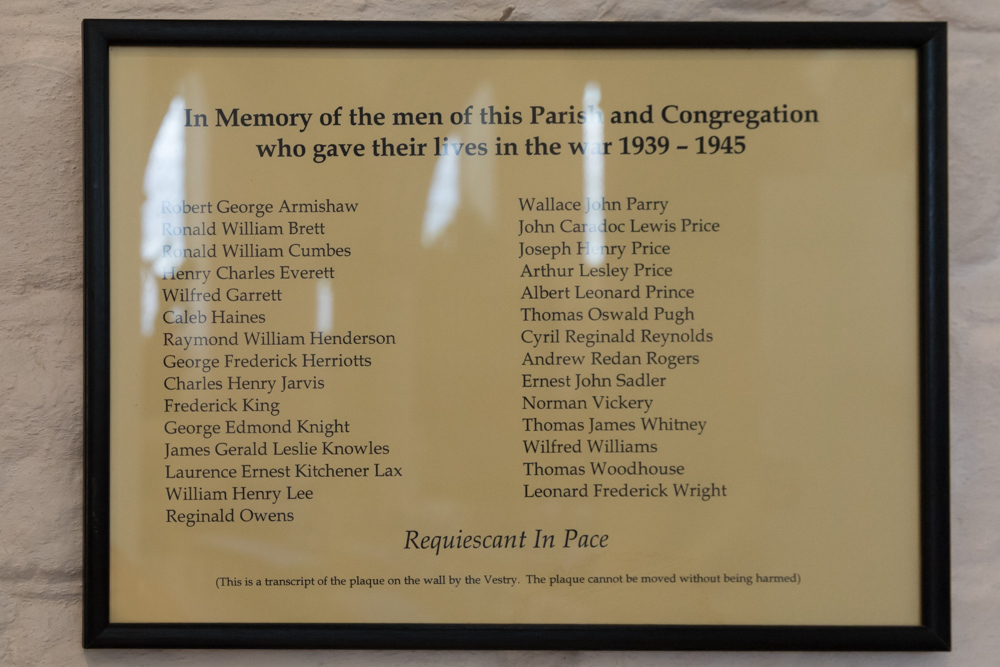 In Memory of the men of this Parish and Congregation
who gave their lives in the war 1939 – 1945
Robert George Armishaw
Ronald William Brett
Ronald William Cumbes
Henry Charles Everett
Wilfred Garrett
Caleb Haines
Raymond William Henderson
George Frederick Herriotts
Charles Henry Jarvis
Frederick King
George Edmond Knight
James Gerald Leslie Knowles
Laurence Ernest Kitchener Lax
William Henry Lee
Reginald Owens
Wallace John Parry
John Caradoc Lewis Price
Joseph Henry Price
Arthur Lesley Price
Albert Leonard Prince
Thomas Oswald Pugh
Cyril Reginald Reynolds
Andrew Redan Rogers
Ernest John Sadler
Norman Vickery
Thomas James Whitney
Wilfred Williams
Thomas Woodhouse
Leonard Frederick Wright
Requiescant In Pace
(This is a transcript of the plaque on the wall by the Vestry.  The plaque cannot be moved without being harmed)